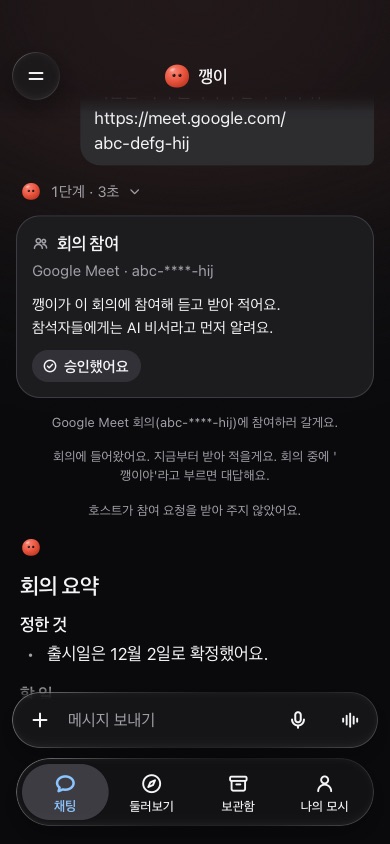 깽이
https://meet.google.com/
abc-defg-hij
1단계 · 3초
회의 참여
Google Meet · abc-****-hij
깽이가 이 회의에 참여해 듣고 받아 적어요.
참석자들에게는 AI 비서라고 먼저 알려요.
승인했어요
Google Meet 회의(abc-****-hij)에 참여하러 갈게요.
회의에 들어왔어요. 지금부터 받아 적을게요. 회의 중에 '
깽이야'라고 부르면 대답해요.
호스트가 참여 요청을 받아 주지 않았어요.
회의 요약
정한 것
• 출시일은 12월 2일로 확정했어요.
메시지 보내기
채팅
둘러보기
보관함
나의 모시